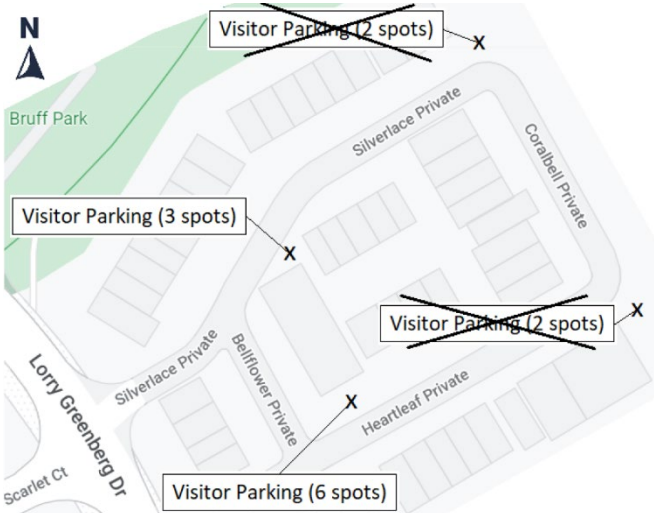 Visitor Parking (2 spots)
N
X
Silverlace Private
Bruff Park
Coralbell Private
Visitor Parking (3 spots)
X
X
Visitor Parking (2 spots)
Silverlace Private
Bellflower Private
Lorry Greenberg Dr
Heartleaf Private
X
Scarlet Ct
Visitor Parking (6 spots)